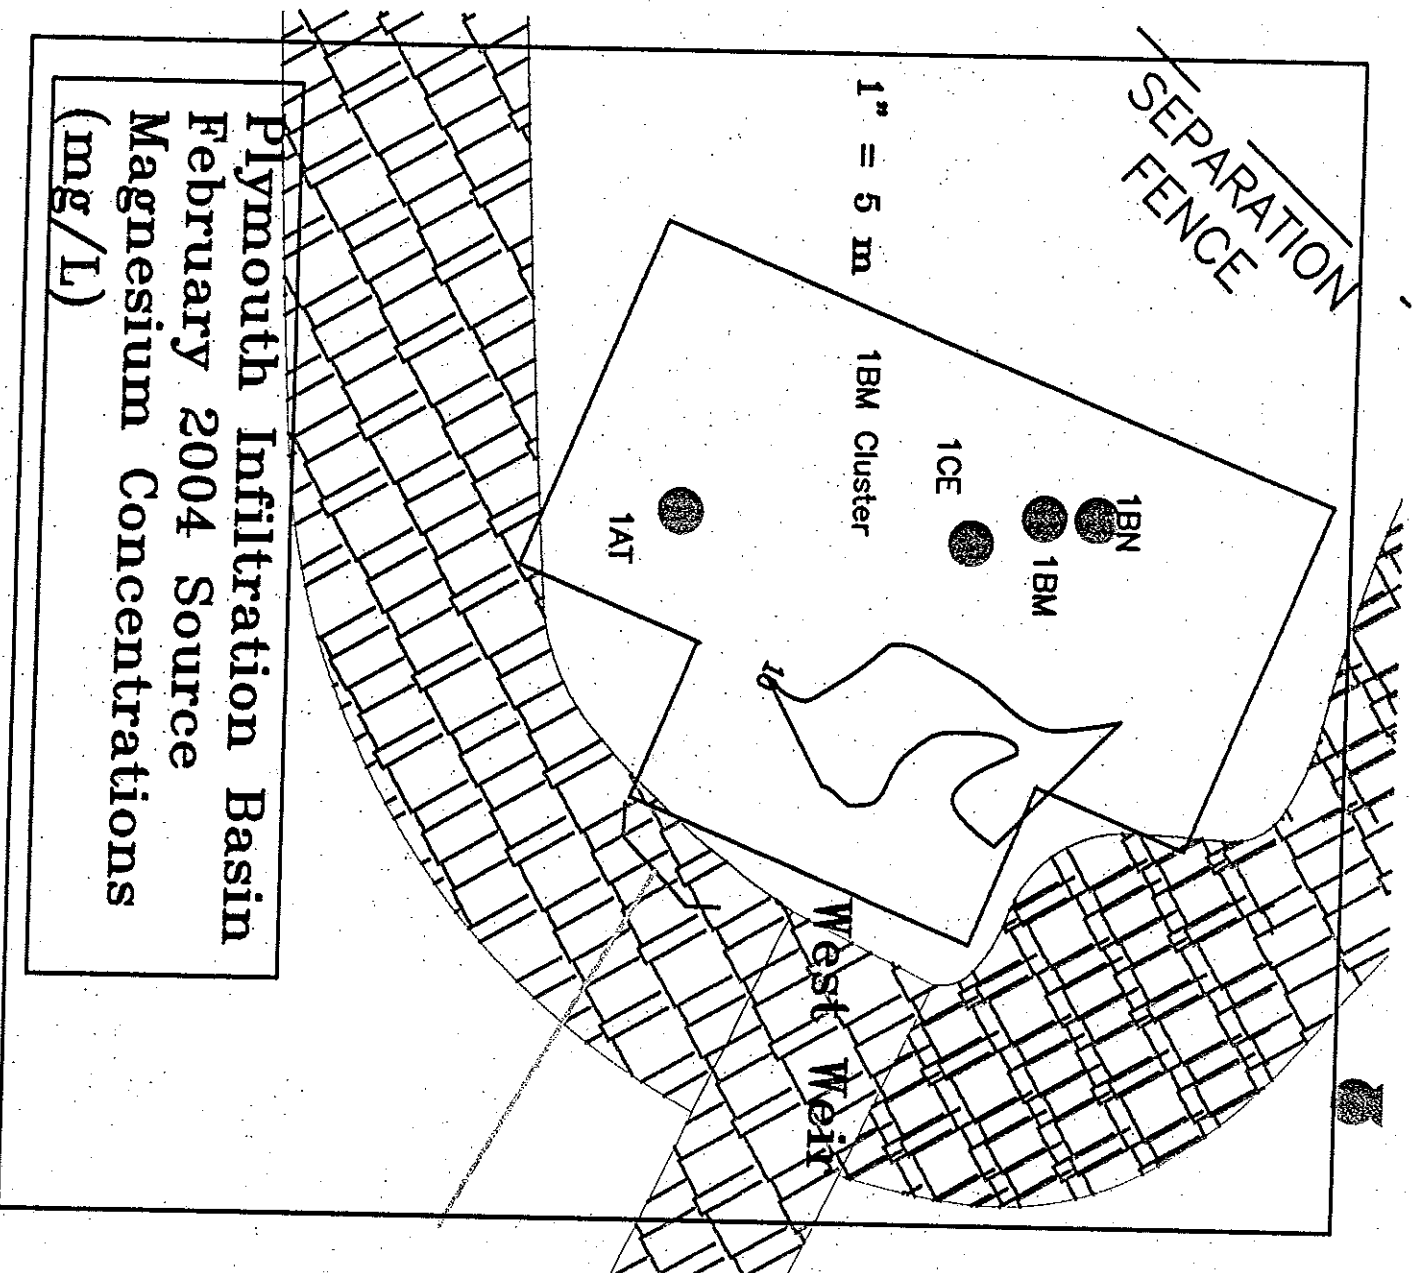 SEPARATION
FENCE
1" = 5 m
1BN
1BM
1CE
1BM Cluster
1AT
West Weir
Plymouth Infiltration Basin
February 2004 Source
Magnesium Concentrations
(mg/L)